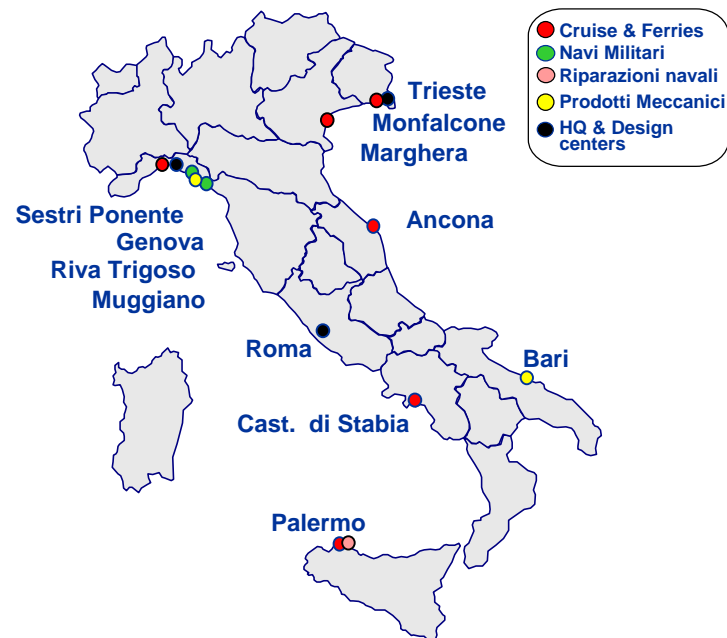 Cruise & Ferries
Navi Militari
Riparazioni navali
Prodotti Meccanici
HQ & Design
centers
Trieste
Monfalcone
Marghera
Sestri Ponente
Genova
Riva Trigoso
Muggiano
Ancona
Roma
Bari
Cast. di Stabia
Palermo